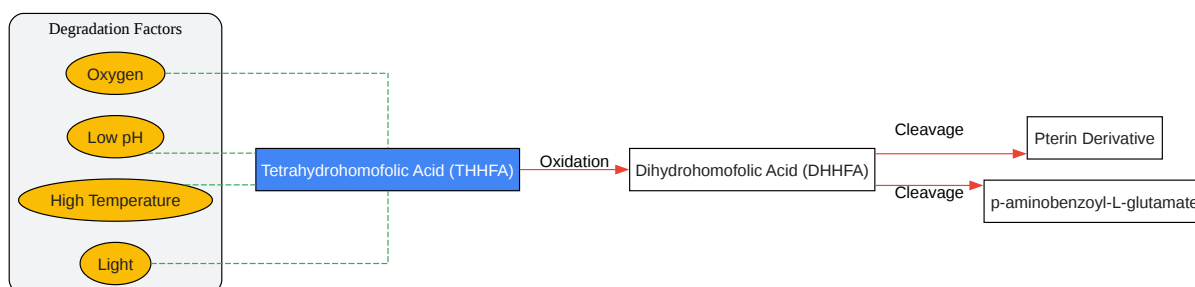 Degradation Factors
Oxygen
Low pH
High Temperature
Light
Tetrahydrohomofolic Acid (THHFA)
Oxidation
Dihydrohomofolic Acid (DHHFA)
Cleavage
Cleavage
Pterin Derivative
p-aminobenzoyl-L-glutamate